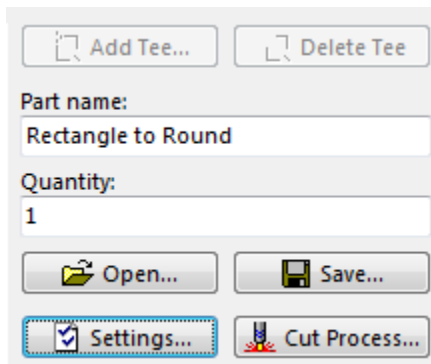 Add Tee... Delete Tee
Part name:
Rectangle to Round
Quantity:
1
Open... Save...
Settings... Cut Process...